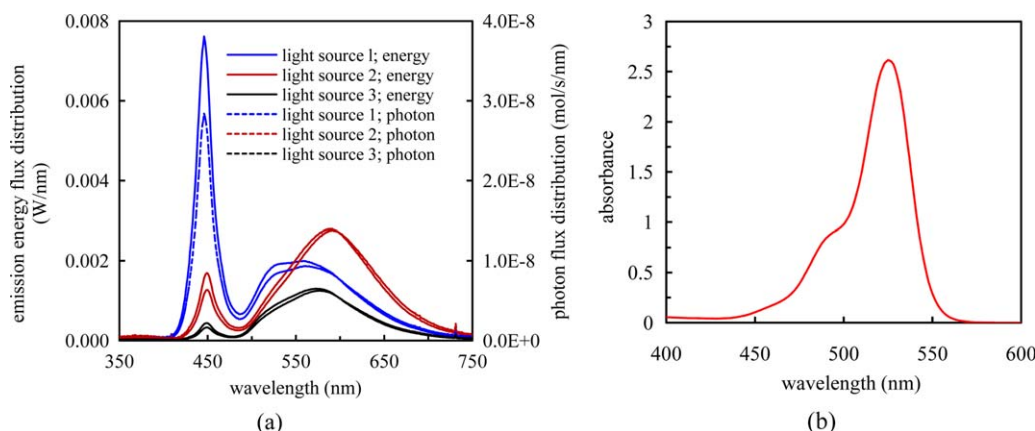 (a)
0.008
0.006
0.004
0.002
0.000
emission energy flux distribution
(W/nm)
light source l; energy
light source 2; energy
light source 3; energy
light source 1; photon
light source 2; photon
light source 3; photon
4.0E-8
3.0E-8
2.0E-8
1.0E-8
0.0E+0
photon flux distribution (mol/s/nm)
350 450 550 650 750
wavelength (nm)
(b)
3
2.5
2
1.5
1
0.5
0
absorbance
400 450 500 550 600
wavelength (nm)